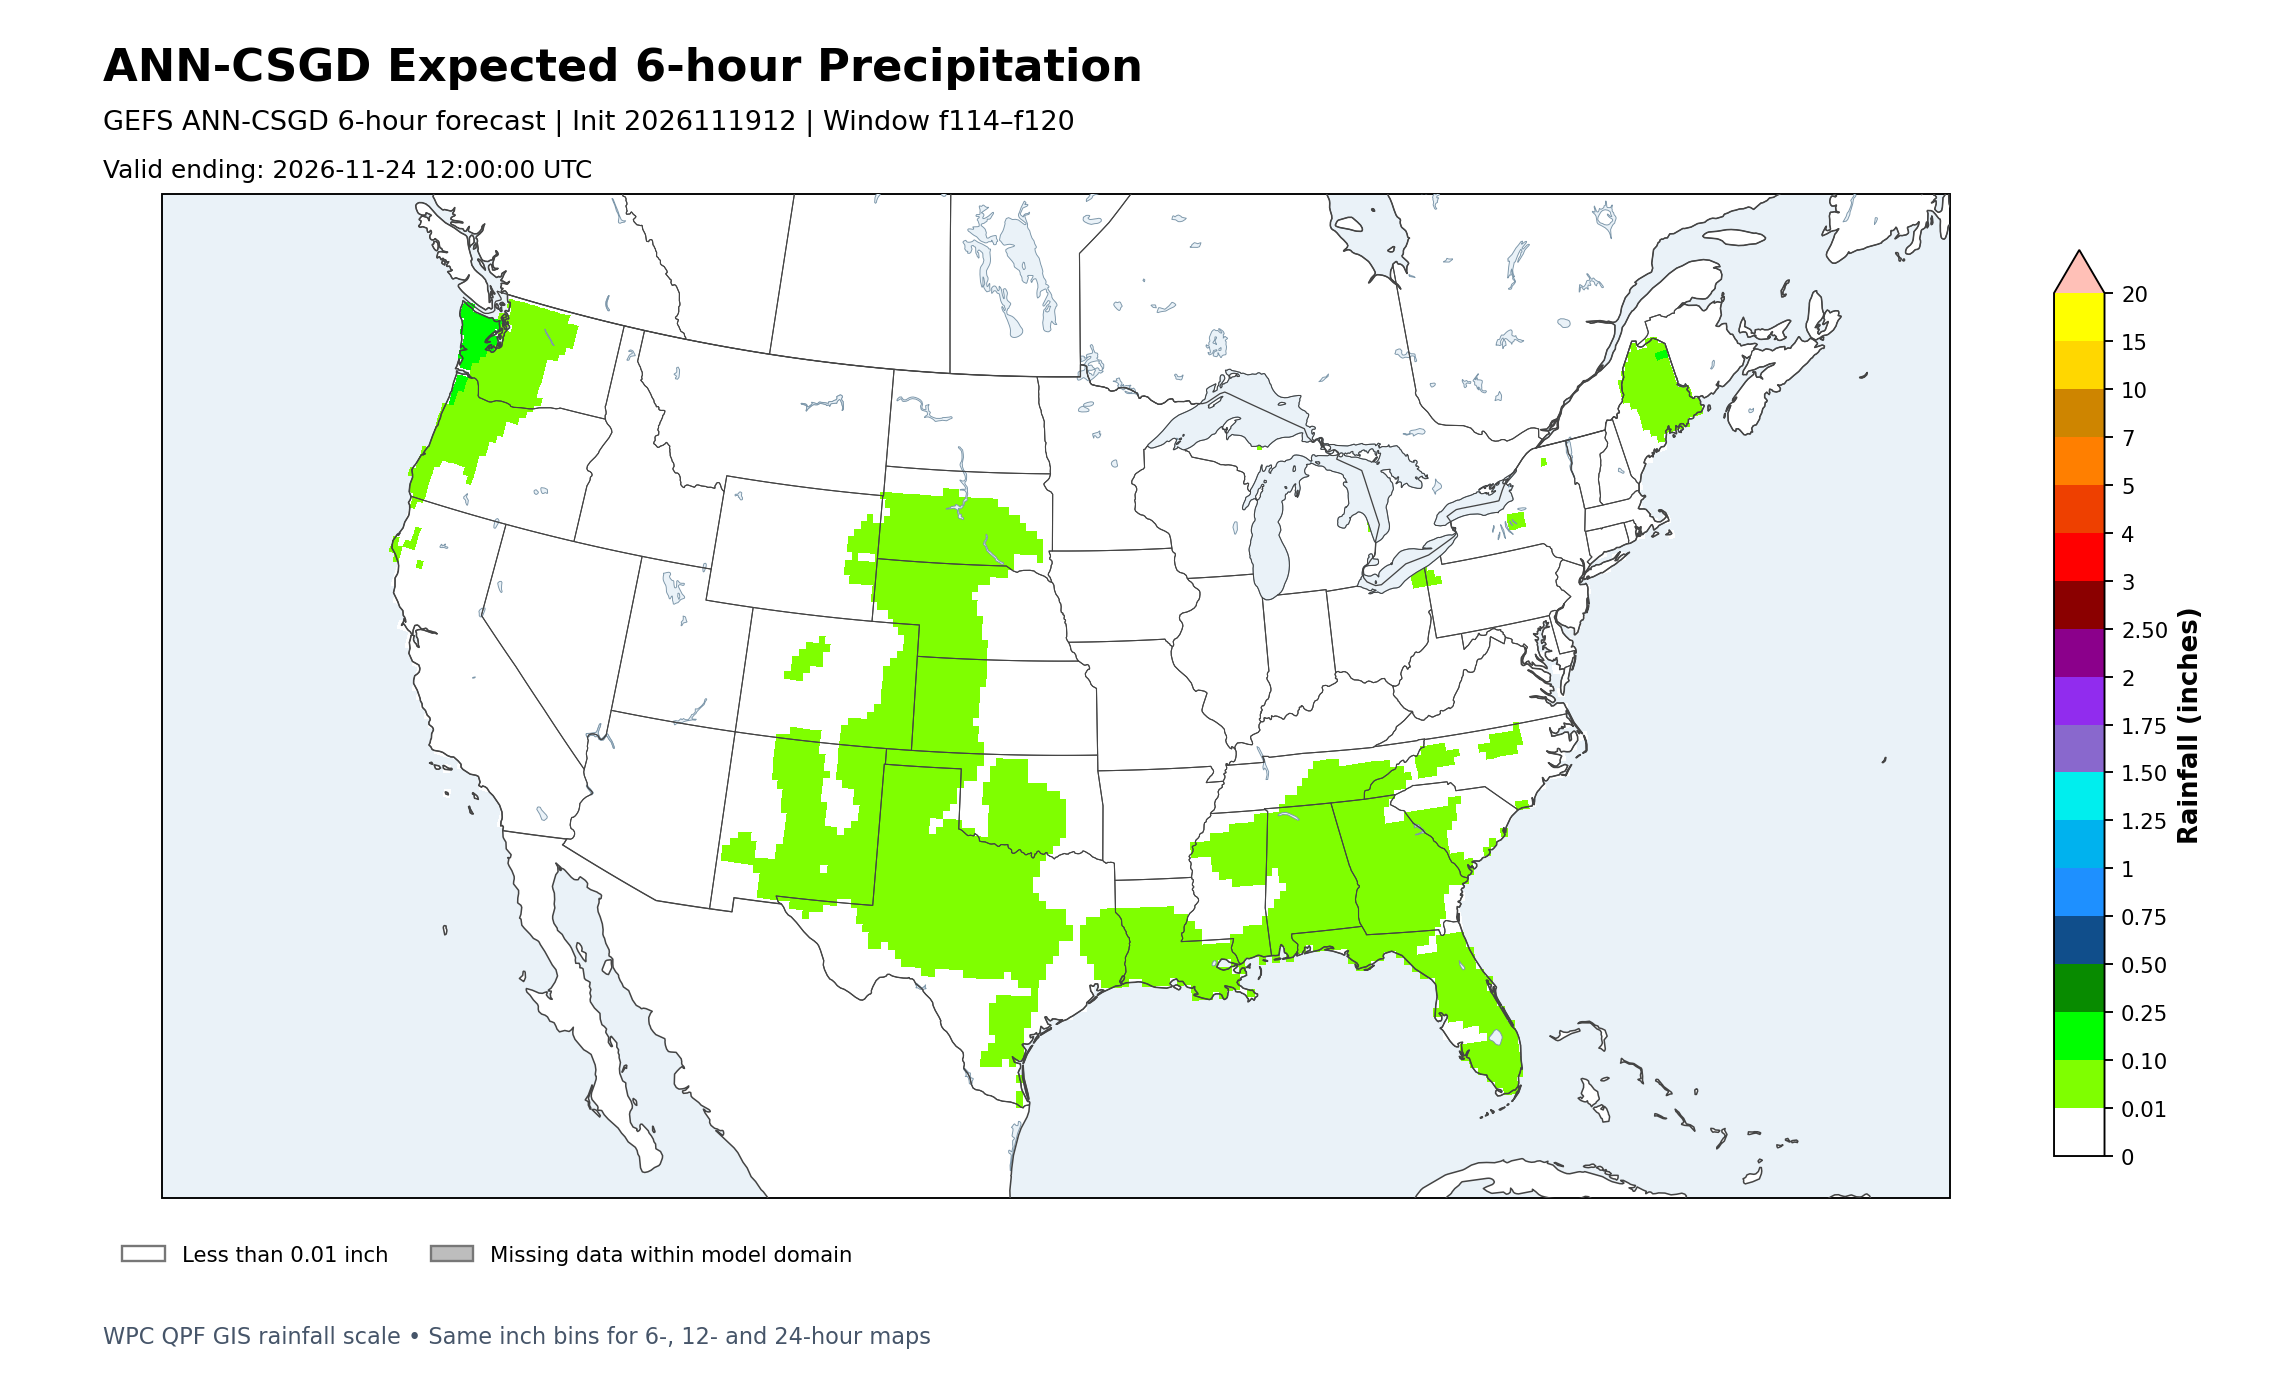 ANN-CSGD Expected 6-hour Precipitation
GEFS ANN-CSGD 6-hour forecast | Init 2026111912 | Window f114–f120
Valid ending: 2026-11-24 12:00:00 UTC
20
15
10
7
5
4
3
2.50
2
1.75
1.50
1.25
1
0.75
0.50
0.25
0.10
0.01
0
Rainfall (inches)
Less than 0.01 inch
Missing data within model domain
WPC QPF GIS rainfall scale • Same inch bins for 6-, 12- and 24-hour maps